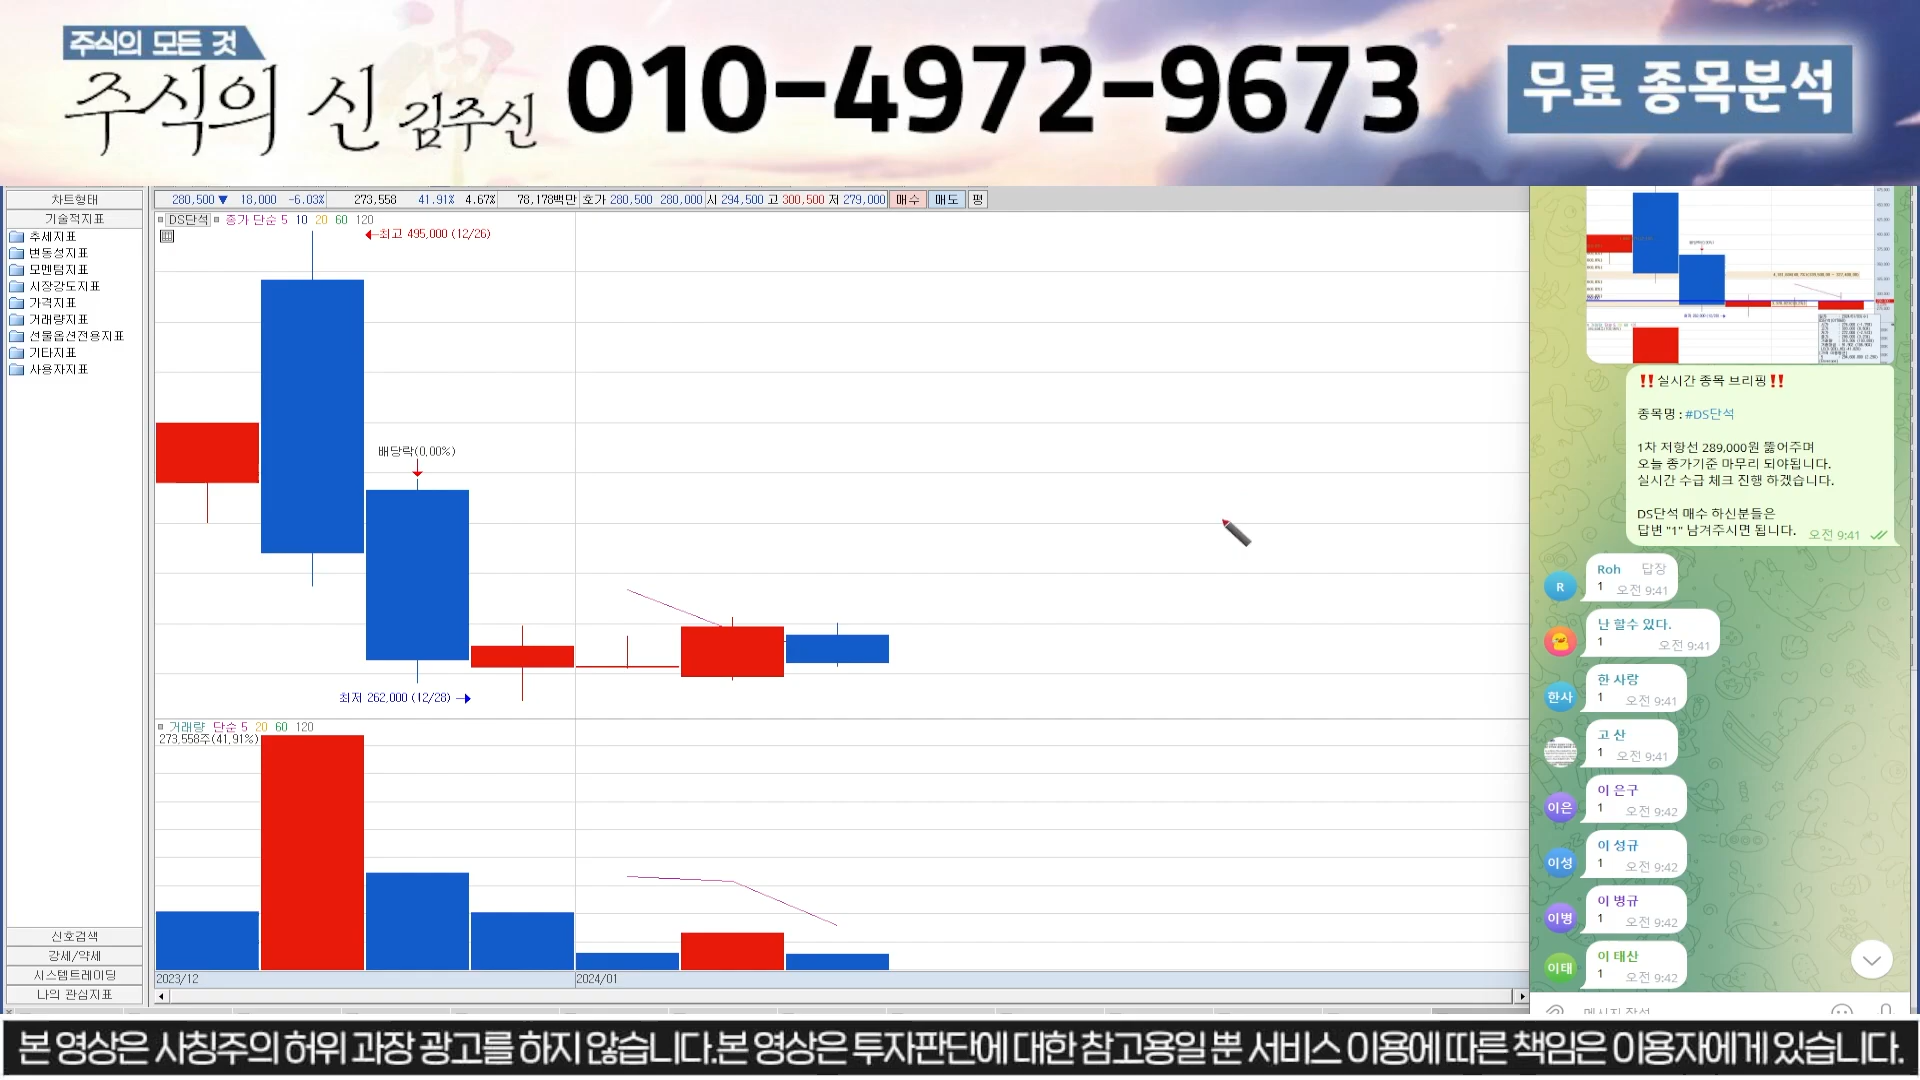 주식의 모든 것
주식의 신 김주신
010-4972-9673
무료 종목분석
차트형태
기술적지표
추세지표
변동성지표
모멘텀지표
시장강도지표
가격지표
거래량지표
선물옵션전용지표
기타지표
사용자지표
신호검색
강세/약세
시스템트레이딩
나의 관심지표
280,500 ▼ 18,000 -6.03% 273,558 41.91% 4.67% 78,178백만 호가 280,500 280,000 시 294,500 고 300,500 저 279,000 매수 매도 평
DS단석 종가 단순 5 10 20 60 120
최고 495,000 (12/26)
배당락(0.00%)
최저 262,000 (12/28)
거래량 단순 5 20 60 120
273,558주(41.91%)
2023/12 2024/01
‼실시간 종목 브리핑‼
종목명 : #DS단석
1차 저항선 289,000원 뚫어주며
오늘 종가기준 마무리 되야됩니다.
실시간 수급 체크 진행 하겠습니다.
DS단석 매수 하신분들은
답변 "1" 남겨주시면 됩니다. 오전 9:41
R
Roh 답장
1 오전 9:41
난 할수 있다.
1 오전 9:41
한사
한 사랑
1 오전 9:41
고 산
1 오전 9:41
이은
이 은구
1 오전 9:42
이성
이 성규
1 오전 9:42
이병
이 병규
1 오전 9:42
이태
이 태산
1 오전 9:42
본 영상은 사칭주의 허위 과장 광고를 하지 않습니다.본 영상은 투자판단에 대한 참고용일 뿐 서비스 이용에 따른 책임은 이용자에게 있습니다.